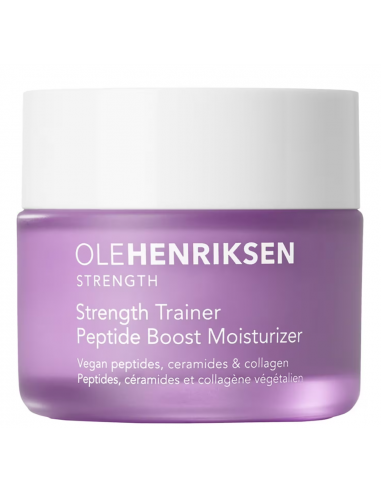 OLEHENRIKSEN
STRENGTH
Strength Trainer
Peptide Boost Moisturizer
Vegan peptides, ceramides & collagen
Peptides, céramides et collagène végétalien